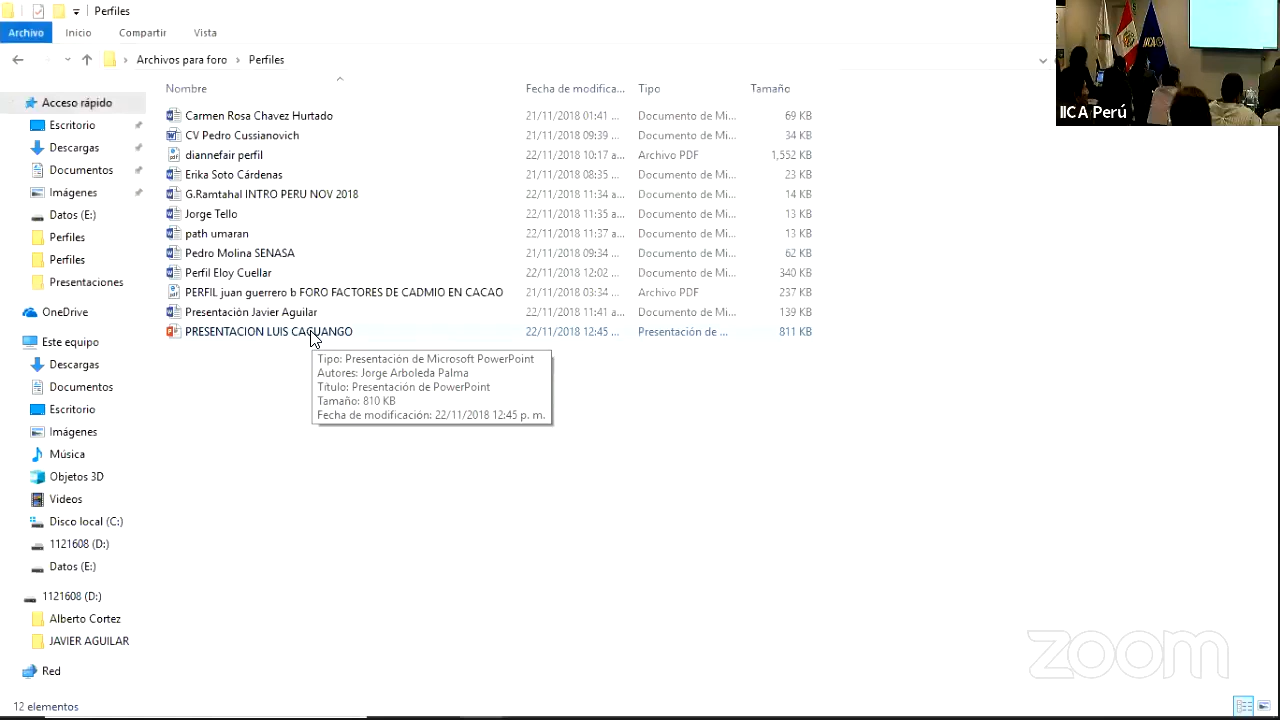 Perfiles
Archivo Inicio Compartir Vista
Archivos para foro > Perfiles
Nombre Fecha de modifica... Tipo Tamaño
Carmen Rosa Chavez Hurtado 21/11/2018 01:41 ... Documento de Mi... 69 KB
CV Pedro Cussianovich 21/11/2018 09:39 ... Documento de Mi... 34 KB
diannefair perfil 22/11/2018 10:17 a... Archivo PDF 1,552 KB
Erika Soto Cárdenas 21/11/2018 08:35 ... Documento de Mi... 23 KB
G.Ramtahal INTRO PERU NOV 2018 22/11/2018 11:34 a... Documento de Mi... 14 KB
Jorge Tello 22/11/2018 11:35 a... Documento de Mi... 13 KB
path umaran 22/11/2018 11:37 a... Documento de Mi... 13 KB
Pedro Molina SENASA 21/11/2018 09:34 ... Documento de Mi... 62 KB
Perfil Eloy Cuellar 22/11/2018 12:02 ... Documento de Mi... 340 KB
PERFIL juan guerrero b FORO FACTORES DE CADMIO EN CACAO 21/11/2018 03:34 ... Archivo PDF 237 KB
Presentación Javier Aguilar 22/11/2018 11:41 a... Documento de Mi... 139 KB
PRESENTACION LUIS CAGUANGO 22/11/2018 12:45 ... Presentación de ... 811 KB
Tipo: Presentación de Microsoft PowerPoint
Autores: Jorge Arboleda Palma
Título: Presentación de PowerPoint
Tamaño: 810 KB
Fecha de modificación: 22/11/2018 12:45 p. m.
Acceso rápido
Escritorio
Descargas
Documentos
Imágenes
Datos (E:)
Perfiles
Perfiles
Presentaciones
OneDrive
Este equipo
Descargas
Documentos
Escritorio
Imágenes
Música
Objetos 3D
Videos
Disco local (C:)
1121608 (D:)
Datos (E:)
1121608 (D:)
Alberto Cortez
JAVIER AGUILAR
Red
12 elementos
IICA Perú
zoom